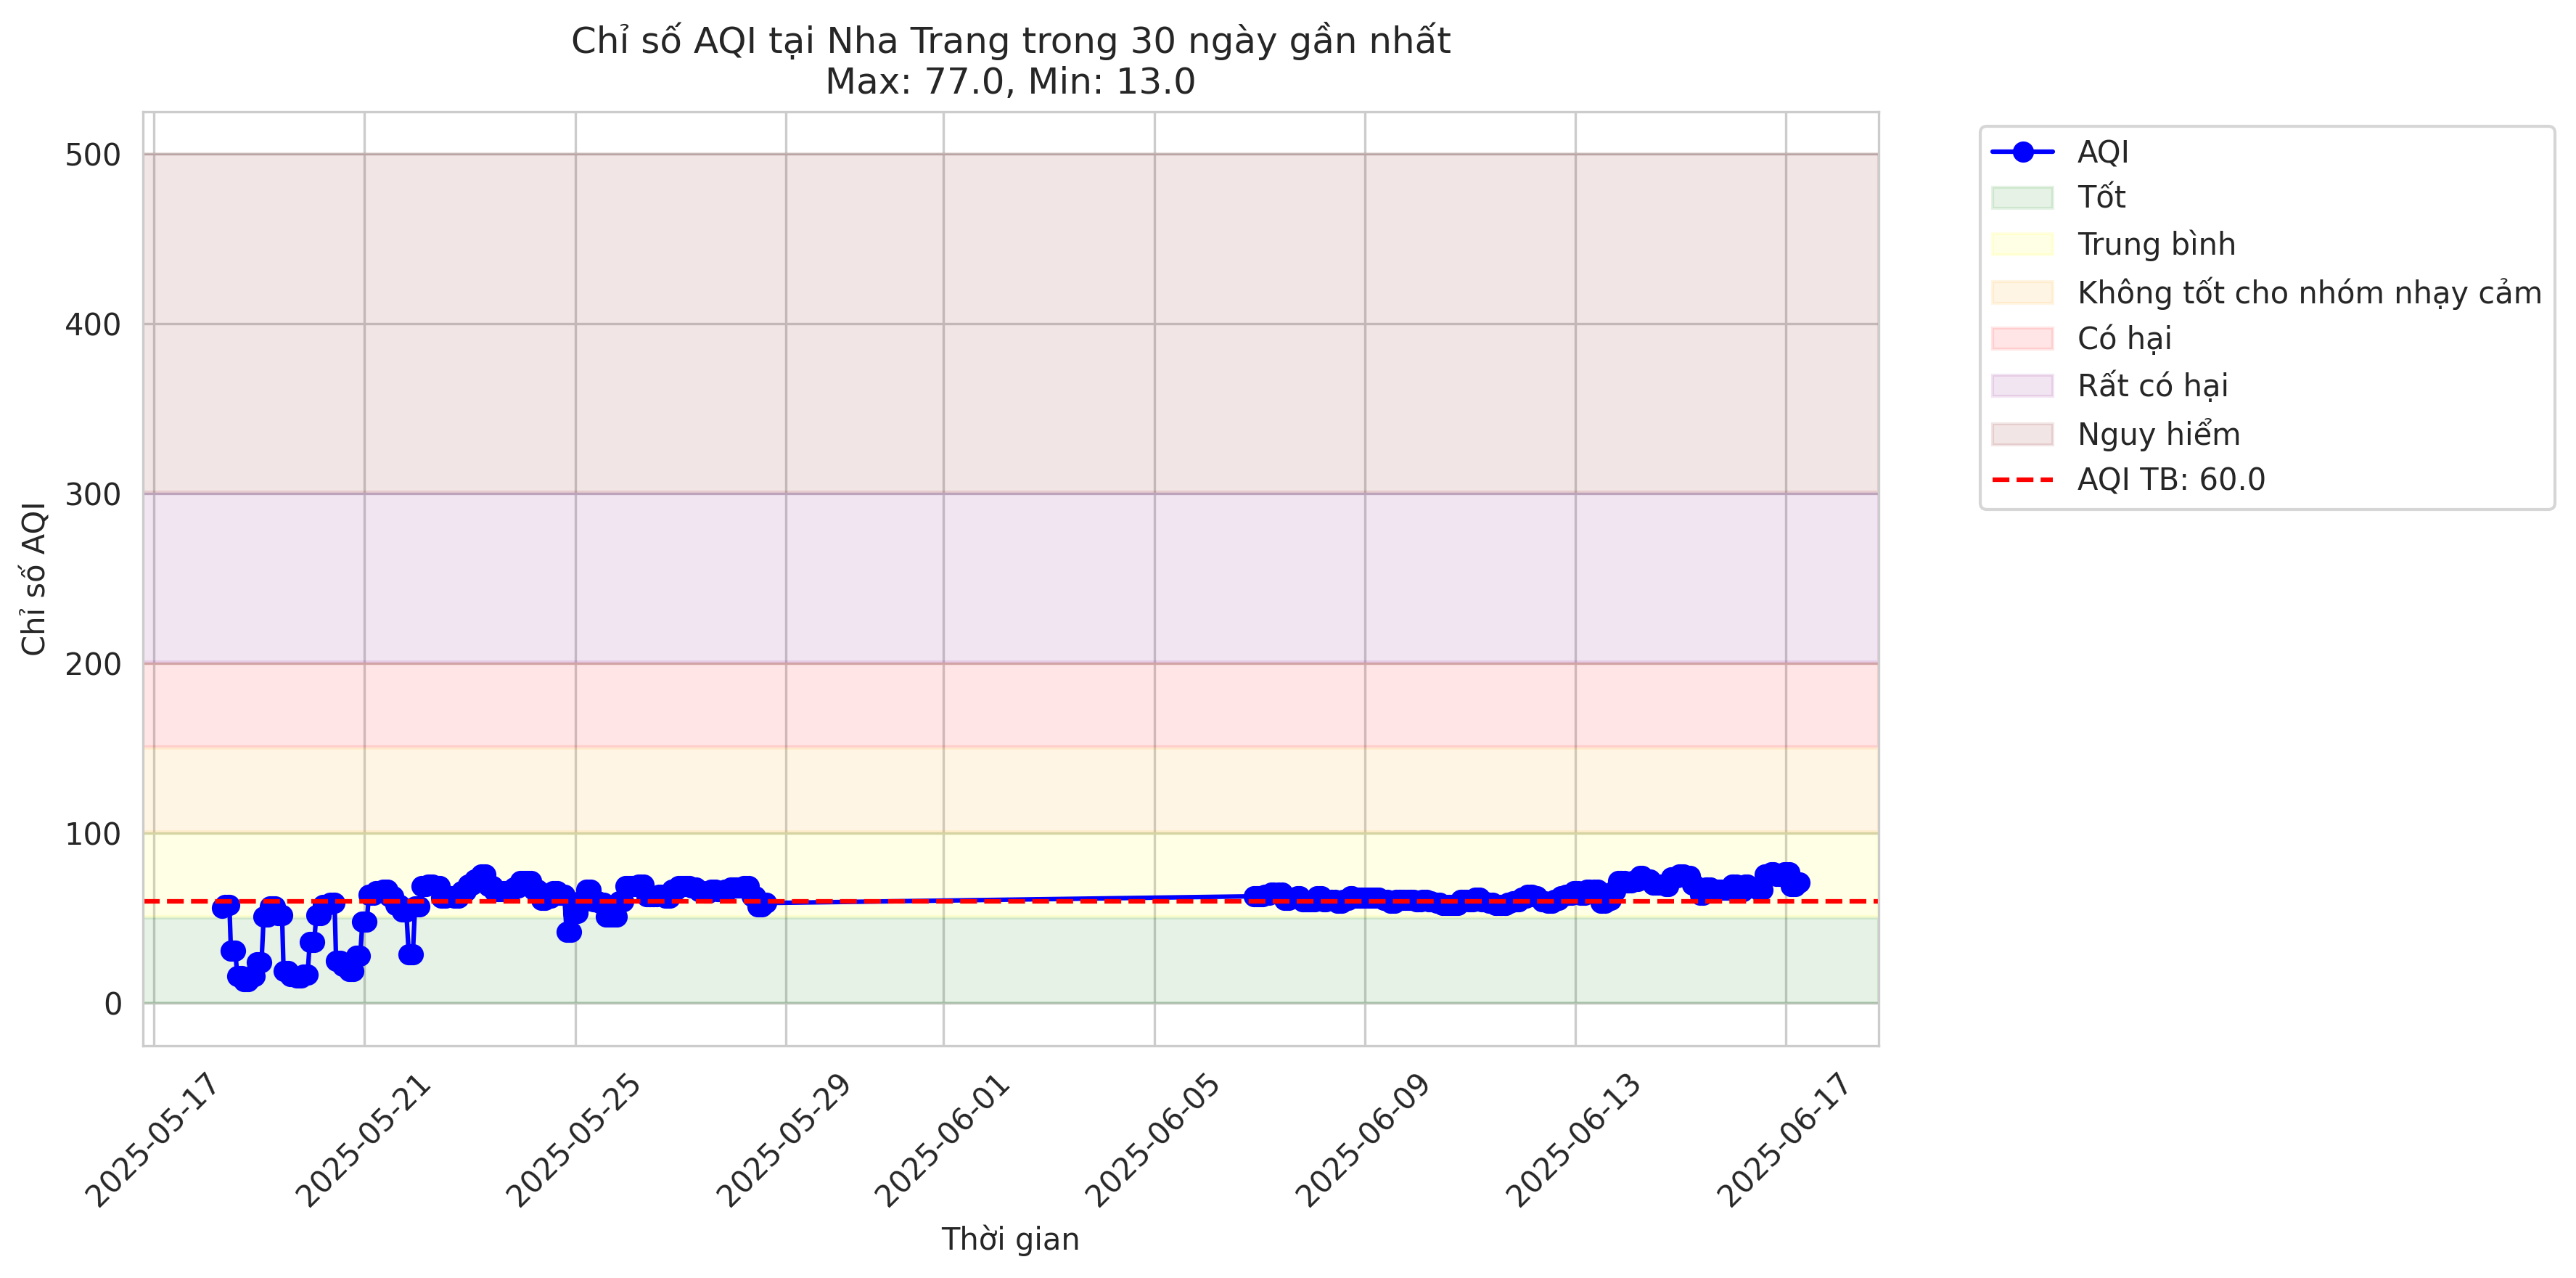 Chỉ số AQI tại Nha Trang trong 30 ngày gần nhất
Max: 77.0, Min: 13.0
Chỉ số AQI
500
400
300
200
100
0
2025-05-17
2025-05-21
2025-05-25
2025-05-29
2025-06-01
2025-06-05
2025-06-09
2025-06-13
2025-06-17
Thời gian
AQI
Tốt
Trung bình
Không tốt cho nhóm nhạy cảm
Có hại
Rất có hại
Nguy hiểm
AQI TB: 60.0